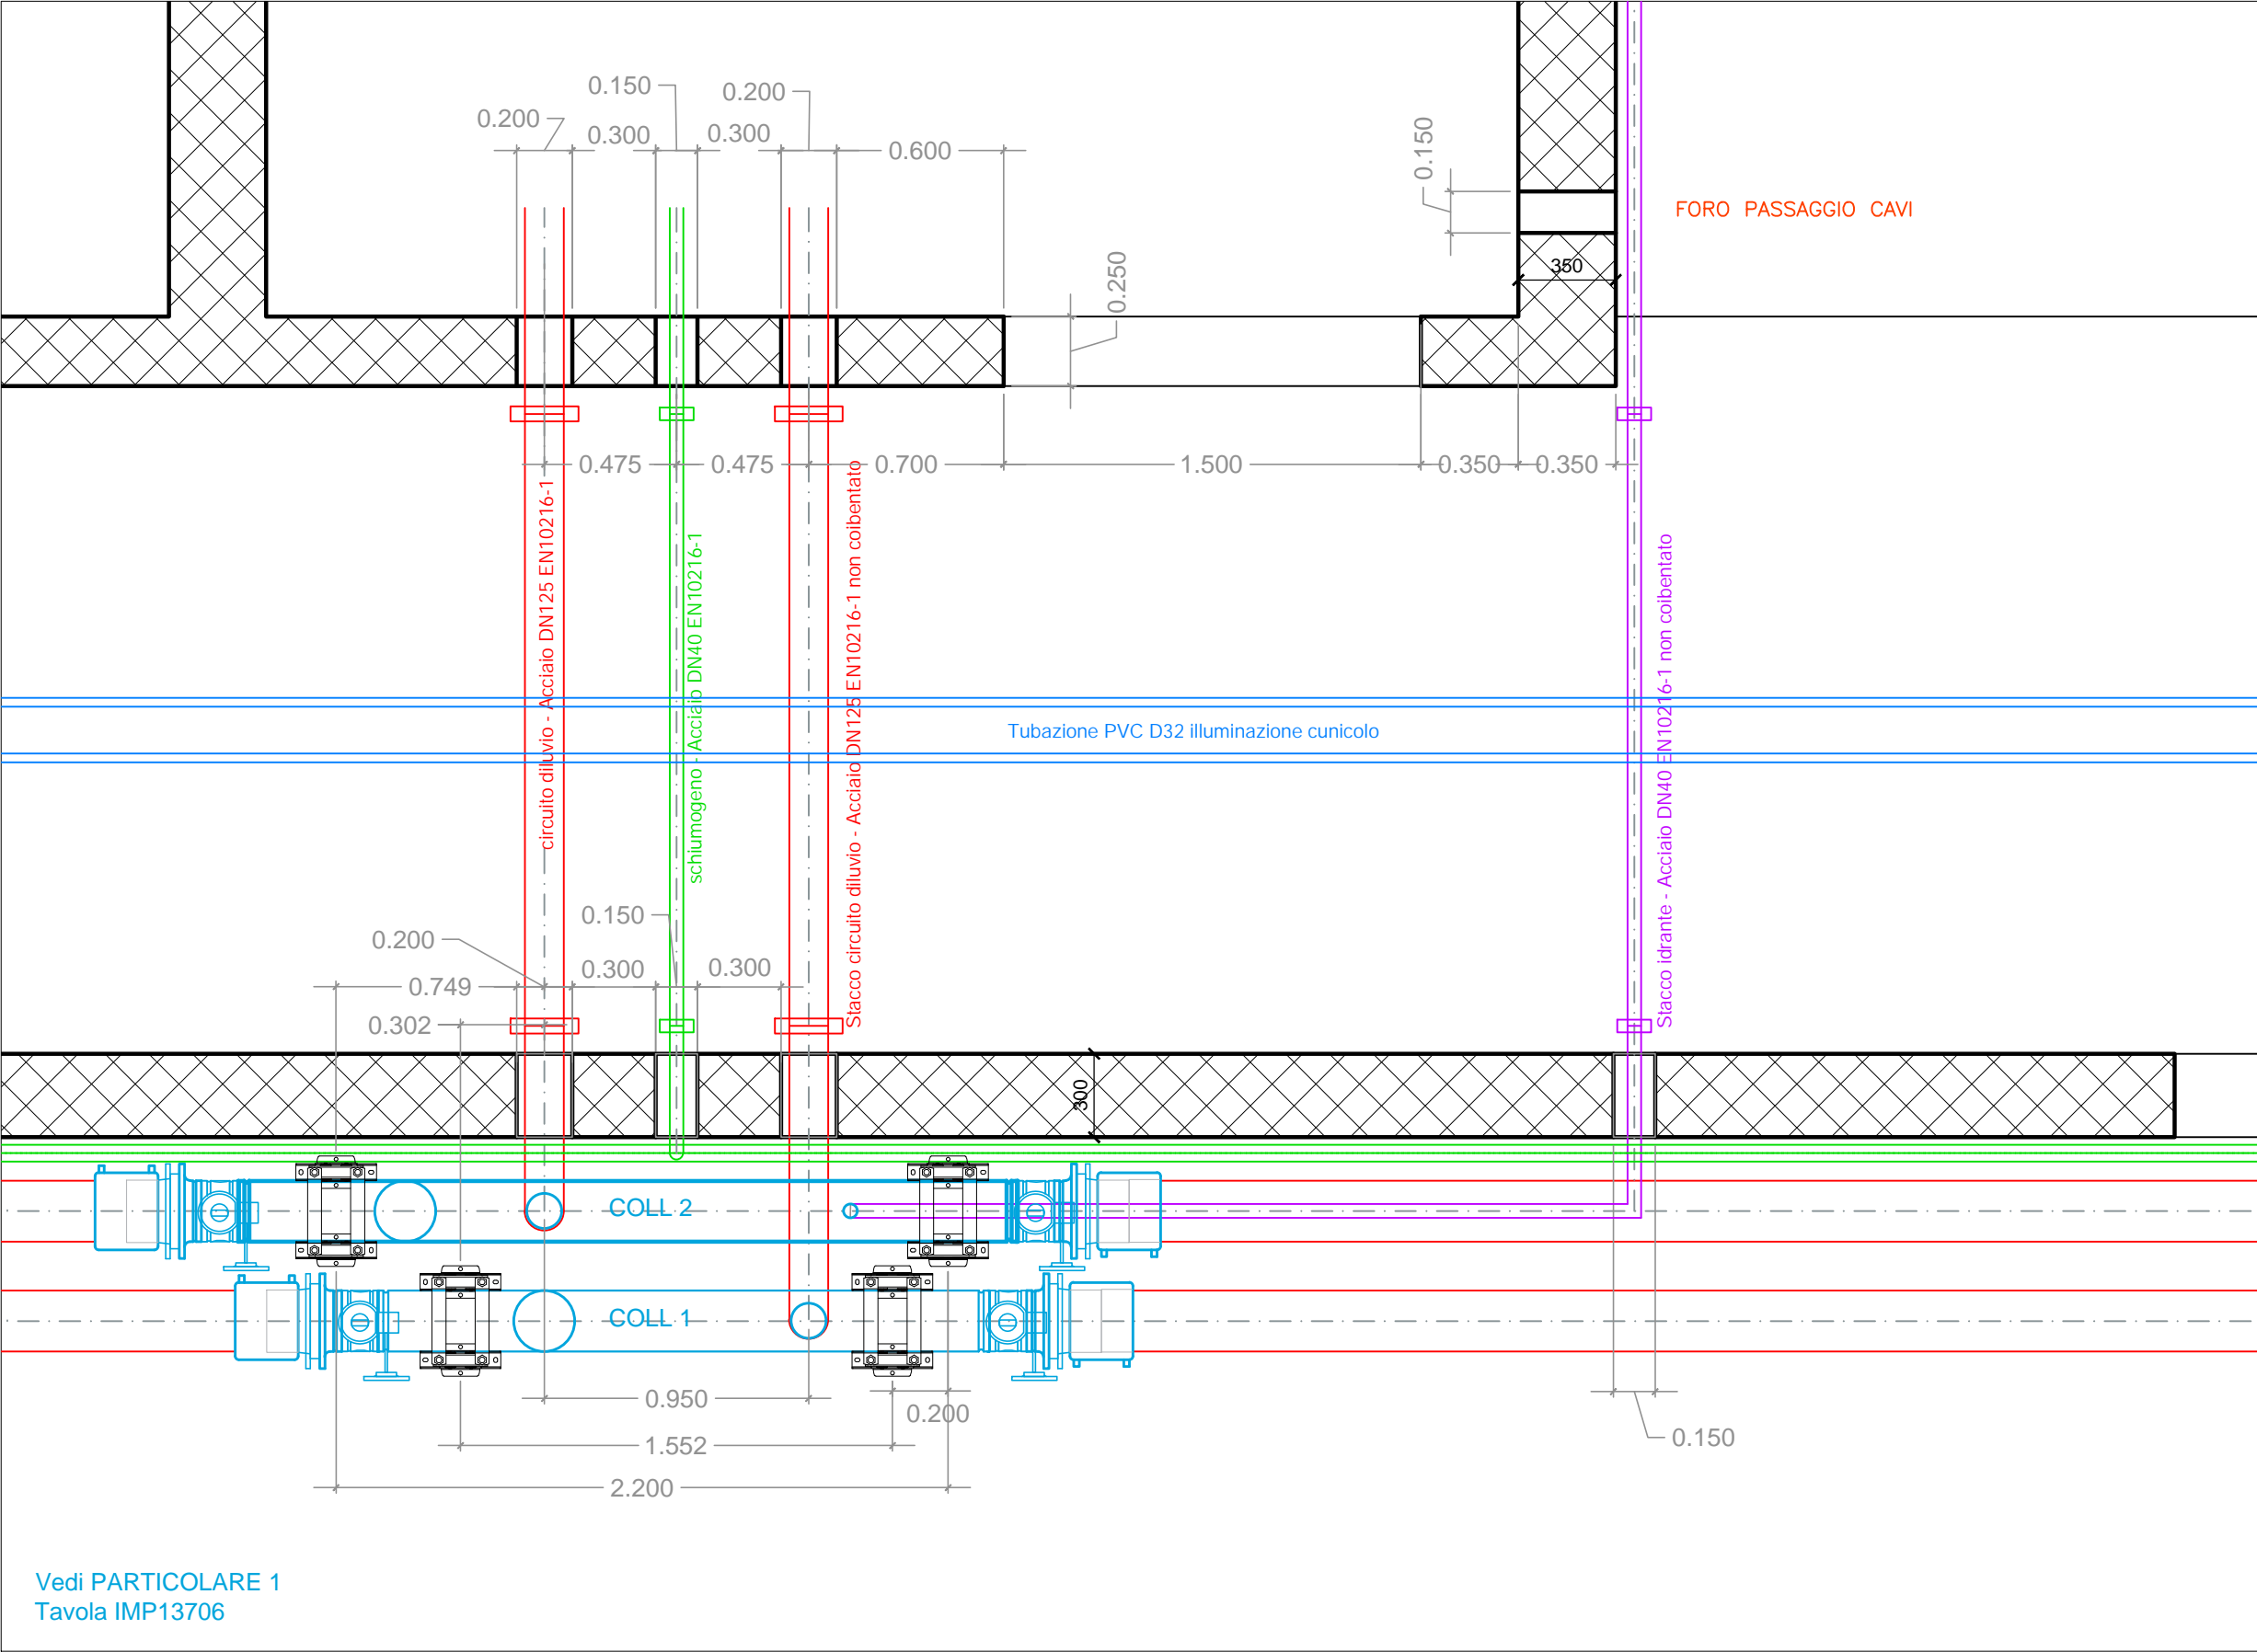 0.150
0.200
0.200
0.300
0.300
0.600
0.150
FORO PASSAGGIO CAVI
350
0.250
0.475
0.475
0.700
1.500
0.350
0.350
circuito diluvio - Acciaio DN125 EN10216-1
schiumogeno - Acciaio DN40 EN10216-1
Stacco circuito diluvio - Acciaio DN125 EN10216-1 non coibentato
Stacco idrante - Acciaio DN40 EN10216-1 non coibentato
Tubazione PVC D32 illuminazione cunicolo
0.150
0.200
0.300
0.300
0.749
0.302
300
COLL 2
COLL 1
0.950
0.200
1.552
0.150
2.200
Vedi PARTICOLARE 1
Tavola IMP13706